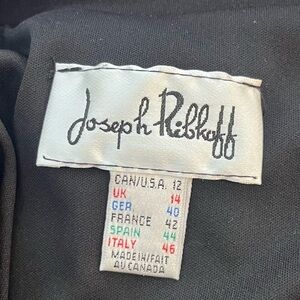 Joseph Ribkoff
CAN/U.S.A. 12
UK 14
GER. 40
FRANCE 42
SPAIN 44
ITALY 46
MADE IN/FAIT
AU CANADA